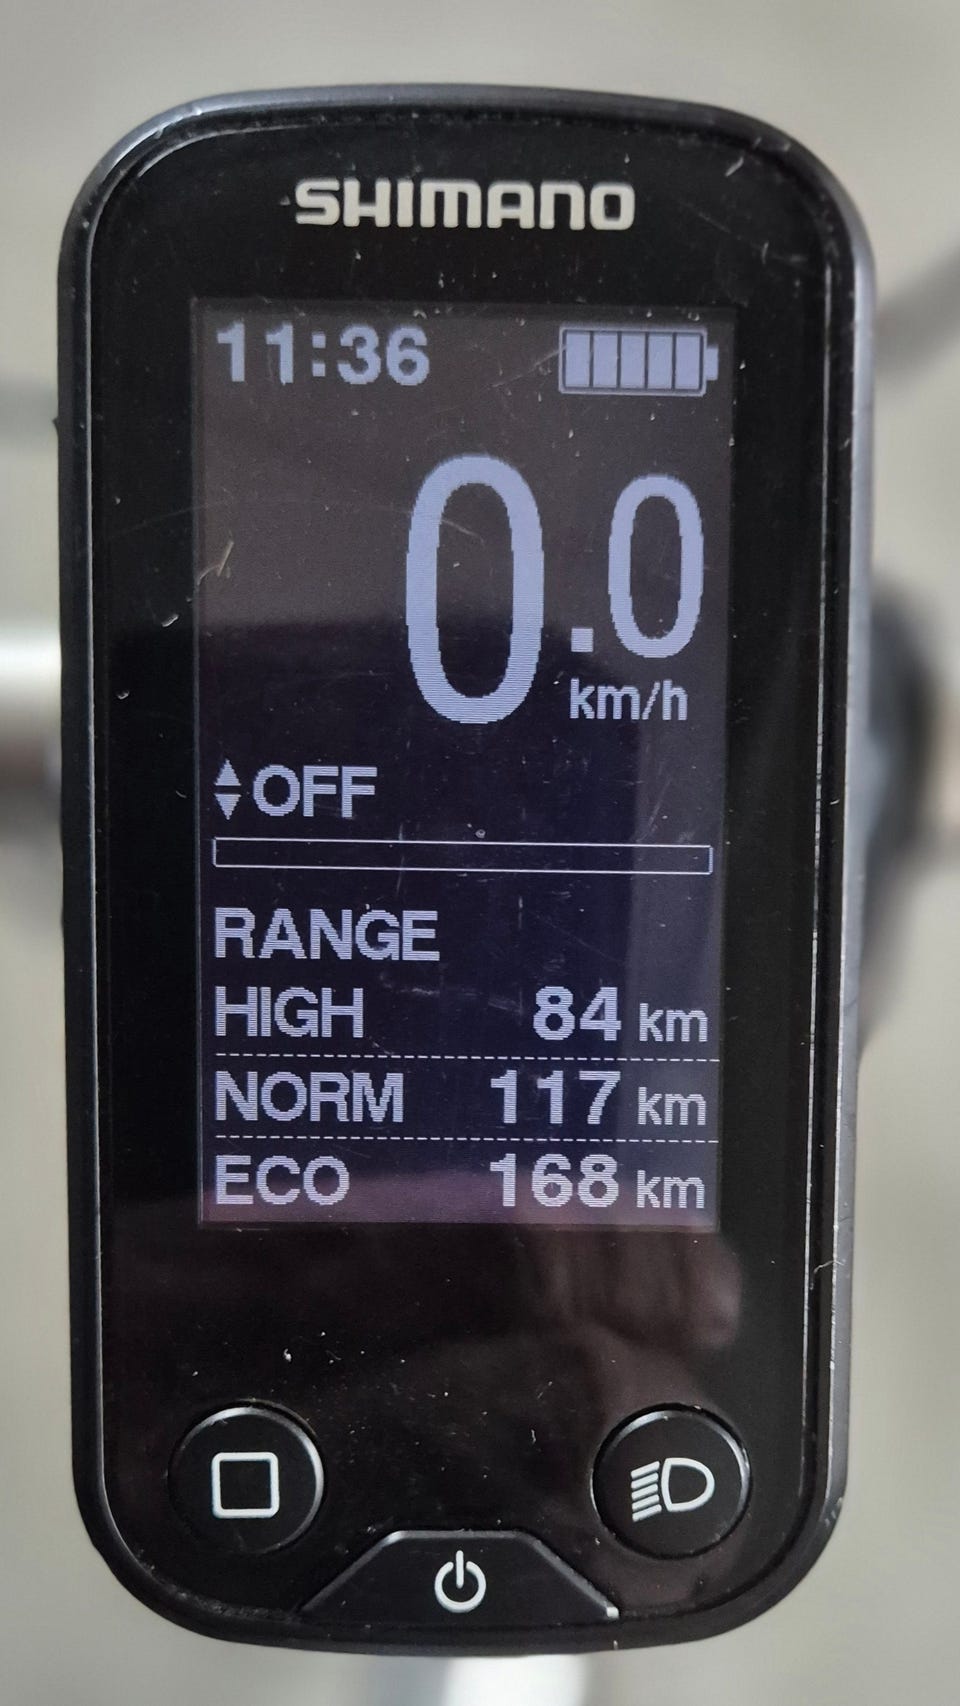 SHIMANO
11:36
0.0
km/h
OFF
RANGE
HIGH 84 km
NORM 117 km
ECO 168 km